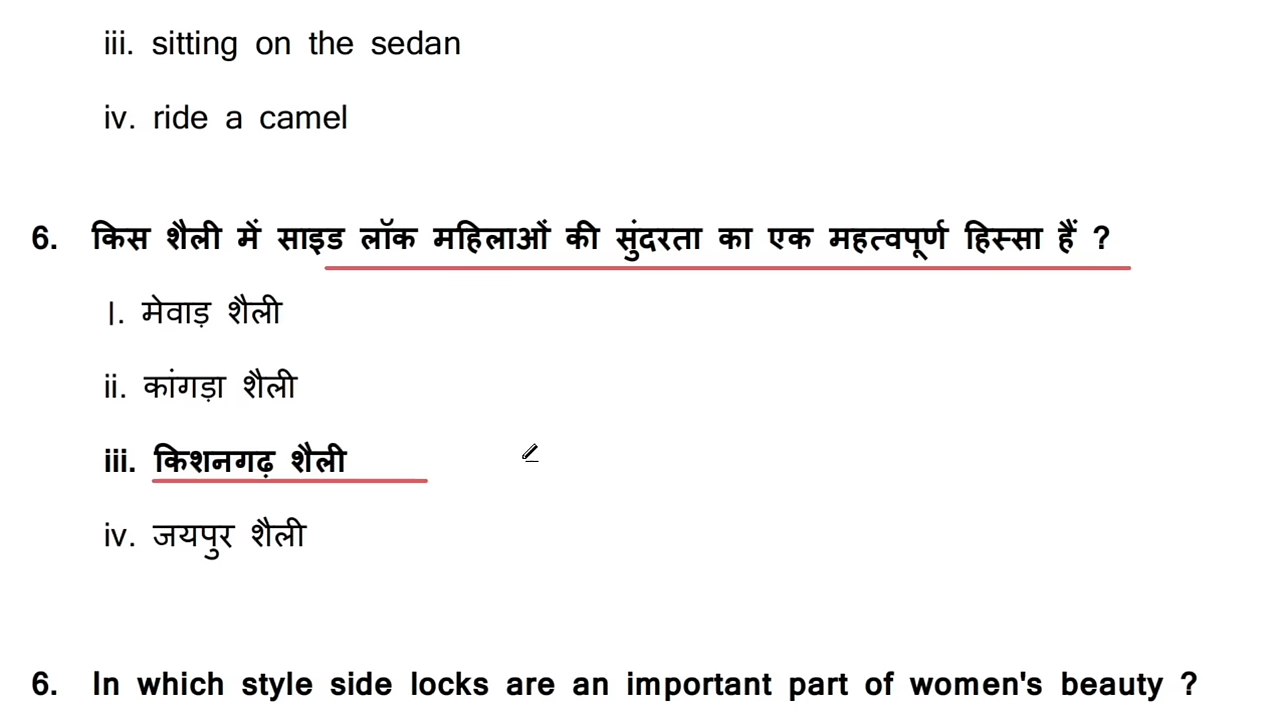 iii. sitting on the sedan
iv. ride a camel
6. किस शैली में साइड लॉक महिलाओं की सुंदरता का एक महत्वपूर्ण हिस्सा हैं ?
I. मेवाड़ शैली
ii. कांगड़ा शैली
iii. किशनगढ़ शैली
iv. जयपुर शैली
6. In which style side locks are an important part of women's beauty ?